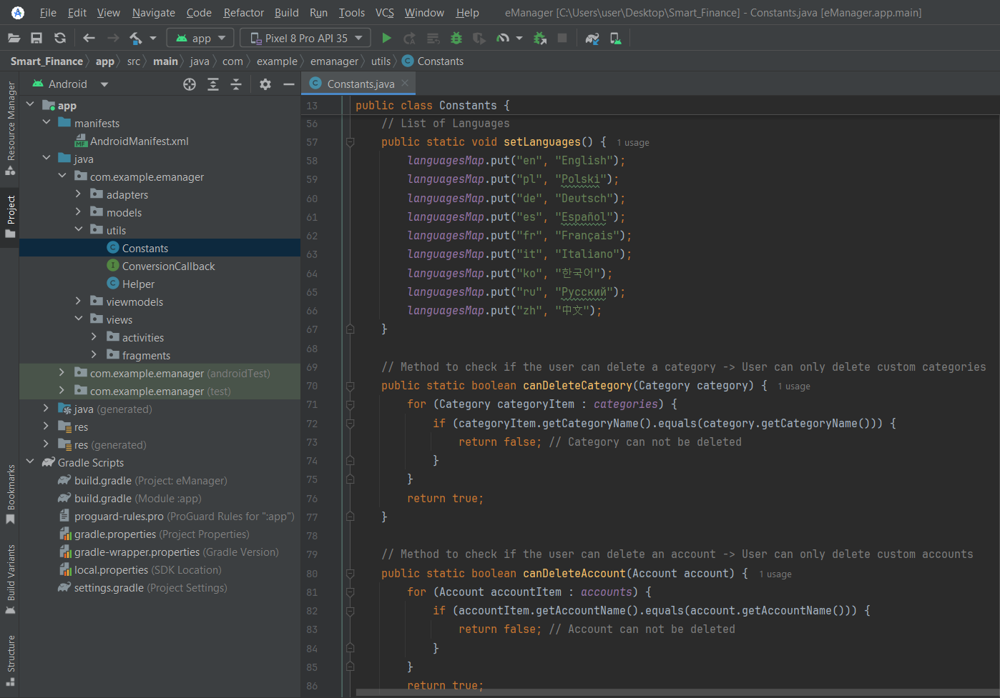 File Edit View Navigate Code Refactor Build Run Tools VCS Window Help eManager [C:\Users\user\Desktop\Smart_Finance] - Constants.java [eManager.app.main]
app Pixel 8 Pro API 35
Smart_Finance app src main java com example emanager utils Constants
Resource Manager
Project
Bookmarks
Build Variants
Structure
Android
app
manifests
AndroidManifest.xml
java
com.example.emanager
adapters
models
utils
Constants
ConversionCallback
Helper
viewmodels
views
activities
fragments
com.example.emanager (androidTest)
com.example.emanager (test)
java (generated)
res
res (generated)
Gradle Scripts
build.gradle (Project: eManager)
build.gradle (Module :app)
proguard-rules.pro (ProGuard Rules for ":app")
gradle.properties (Project Properties)
gradle-wrapper.properties (Gradle Version)
local.properties (SDK Location)
settings.gradle (Project Settings)
Constants.java
13 public class Constants {
56 // List of Languages
57 public static void setLanguages() { 1 usage
58 languagesMap.put("en", "English");
59 languagesMap.put("pl", "Polski");
60 languagesMap.put("de", "Deutsch");
61 languagesMap.put("es", "Español");
62 languagesMap.put("fr", "Français");
63 languagesMap.put("it", "Italiano");
64 languagesMap.put("ko", "한국어");
65 languagesMap.put("ru", "Русский");
66 languagesMap.put("zh", "中文");
67 }
68
69 // Method to check if the user can delete a category -> User can only delete custom categories
70 public static boolean canDeleteCategory(Category category) { 1 usage
71 for (Category categoryItem : categories) {
72 if (categoryItem.getCategoryName().equals(category.getCategoryName())) {
73 return false; // Category can not be deleted
74 }
75 }
76 return true;
77 }
78
79 // Method to check if the user can delete an account -> User can only delete custom accounts
80 public static boolean canDeleteAccount(Account account) { 1 usage
81 for (Account accountItem : accounts) {
82 if (accountItem.getAccountName().equals(account.getAccountName())) {
83 return false; // Account can not be deleted
84 }
85 }
86 return true;